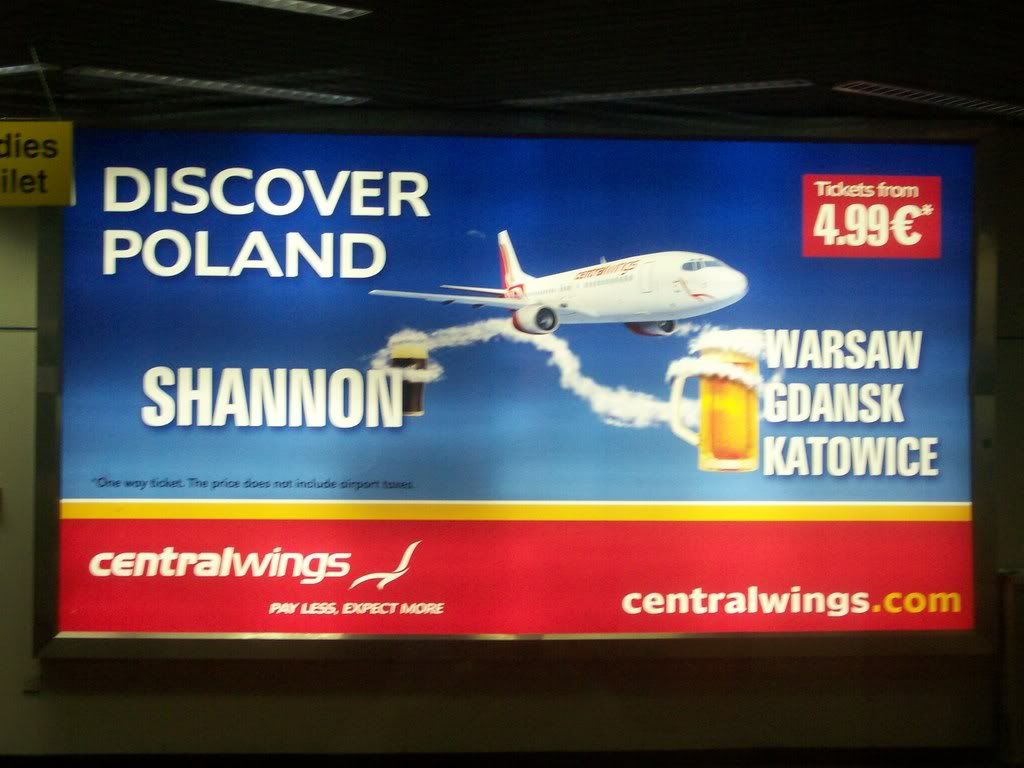 dies
ilet
DISCOVER
POLAND
Tickets from
4.99€*
centralwings
SHANNON
WARSAW
GDANSK
KATOWICE
*One way ticket. The price does not include airport taxes.
centralwings
PAY LESS, EXPECT MORE
centralwings.com